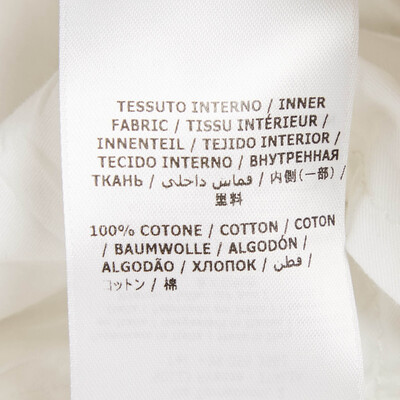 TESSUTO INTERNO / INNER
FABRIC / TISSU INTÉRIEUR /
INNENTEIL / TEJIDO INTERIOR /
TECIDO INTERNO / ВНУТРЕННАЯ
ТКАНЬ / قماش داخلي / 内側(一部) /
料
100% COTONE / COTTON / COTON
/ BAUMWOLLE / ALGODÓN /
ALGODÃO / ХЛОПОК / قطن /
コットン / 棉